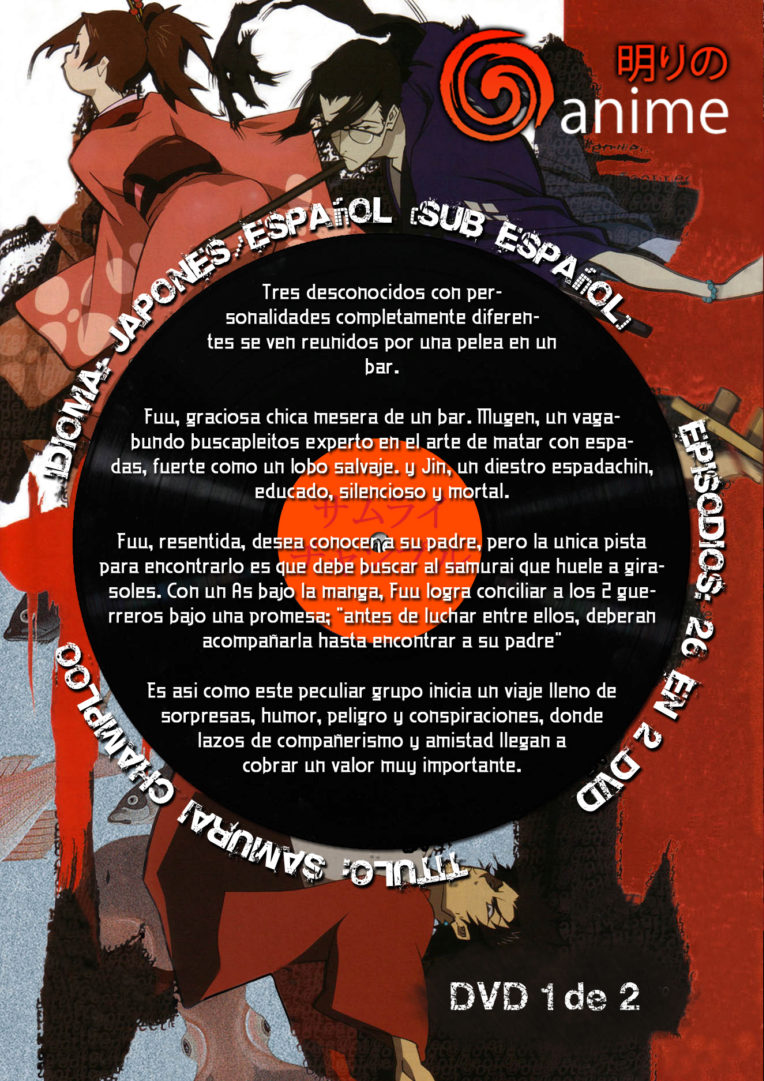 明りの
anime
IDIOMA: JAPONES/ESPAÑOL (SUB ESPAÑOL)
Tres desconocidos con per-
sonalidades completamente diferen-
tes se ven reunidos por una pelea en un
bar.
Fuu, graciosa chica mesera de un bar. Mugen, un vaga-
bundo buscapleitos experto en el arte de matar con espa-
das, fuerte como un lobo salvaje. y Jin, un diestro espadachin,
educado, silencioso y mortal.
サムライ
Fuu, resentida, desea conocer a su padre, pero la unica pista
para encontrarlo es que debe buscar al samurai que huele a gira-
soles. Con un As bajo la manga, Fuu logra conciliar a los 2 gue-
rreros bajo una promesa; "antes de luchar entre ellos, deberan
acompañarla hasta encontrar a su padre"
Es asi como este peculiar grupo inicia un viaje lleno de
sorpresas, humor, peligro y conspiraciones, donde
lazos de compañerismo y amistad llegan a
cobrar un valor muy importante.
EPISODIOS: 26 EN 2 DVD
TITULO: SAMURAI CHAMPLOO
DVD 1 de 2